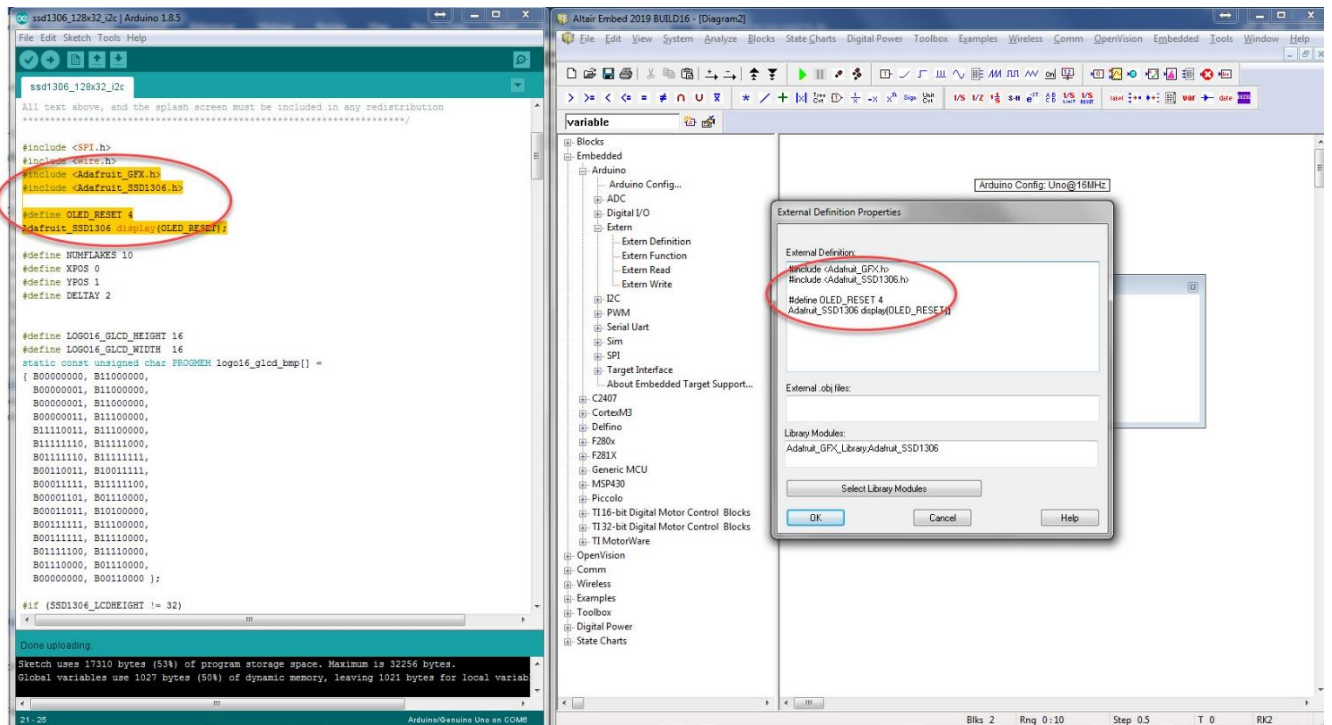 ssd1306_128x32_i2c | Arduino 1.8.5
File Edit Sketch Tools Help
ssd1306_128x32_i2c
All text above, and the splash screen must be included in any redistribution
*********************************************************************/
#include <SPI.h>
#include <Wire.h>
#include <Adafruit_GFX.h>
#include <Adafruit_SSD1306.h>
#define OLED_RESET 4
Adafruit_SSD1306 display(OLED_RESET);
#define NUMFLAKES 10
#define XPOS 0
#define YPOS 1
#define DELTAY 2
#define LOGO16_GLCD_HEIGHT 16
#define LOGO16_GLCD_WIDTH  16
static const unsigned char PROGMEM logo16_glcd_bmp[] =
{ B00000000, B11000000,
B00000001, B11000000,
B00000001, B11000000,
B00000011, B11100000,
B11110011, B11100000,
B11111110, B11111000,
B01111110, B11111111,
B00110011, B10011111,
B00011111, B11111100,
B00001101, B01110000,
B00011011, B10100000,
B00111111, B11100000,
B00111111, B11110000,
B01111100, B11110000,
B01110000, B01110000,
B00000000, B00110000 };
#if (SSD1306_LCDHEIGHT != 32)
Done uploading.
Sketch uses 17310 bytes (53%) of program storage space. Maximum is 32256 bytes.
Global variables use 1027 bytes (50%) of dynamic memory, leaving 1021 bytes for local variab
21 - 25
Arduino/Genuino Uno on COM6
Altair Embed 2019 BUILD16 - [Diagram2]
File Edit View System Analyze Blocks State Charts Digital Power Toolbox Examples Wireless Comm OpenVision Embedded Tools Window Help
variable
Blocks
Embedded
Arduino
Arduino Config...
ADC
Digital I/O
Extern
Extern Definition
Extern Function
Extern Read
Extern Write
I2C
PWM
Serial Uart
Sim
SPI
Target Interface
About Embedded Target Support...
C2407
CortexM3
Delfino
F280x
F281X
Generic MCU
MSP430
Piccolo
TI 16-bit Digital Motor Control Blocks
TI 32-bit Digital Motor Control Blocks
TI MotorWare
OpenVision
Comm
Wireless
Examples
Toolbox
Digital Power
State Charts
Arduino Config: Uno@16MHz
External Definition Properties
External Definition:
#include <Adafruit_GFX.h>
#include <Adafruit_SSD1306.h>
#define OLED_RESET 4
Adafruit_SSD1306 display(OLED_RESET)
External .obj files:
Library Modules:
Adafruit_GFX_Library;Adafruit_SSD1306
Select Library Modules
OK
Cancel
Help
Blks 2
Rng 0:10
Step 0.5
T 0
RK2